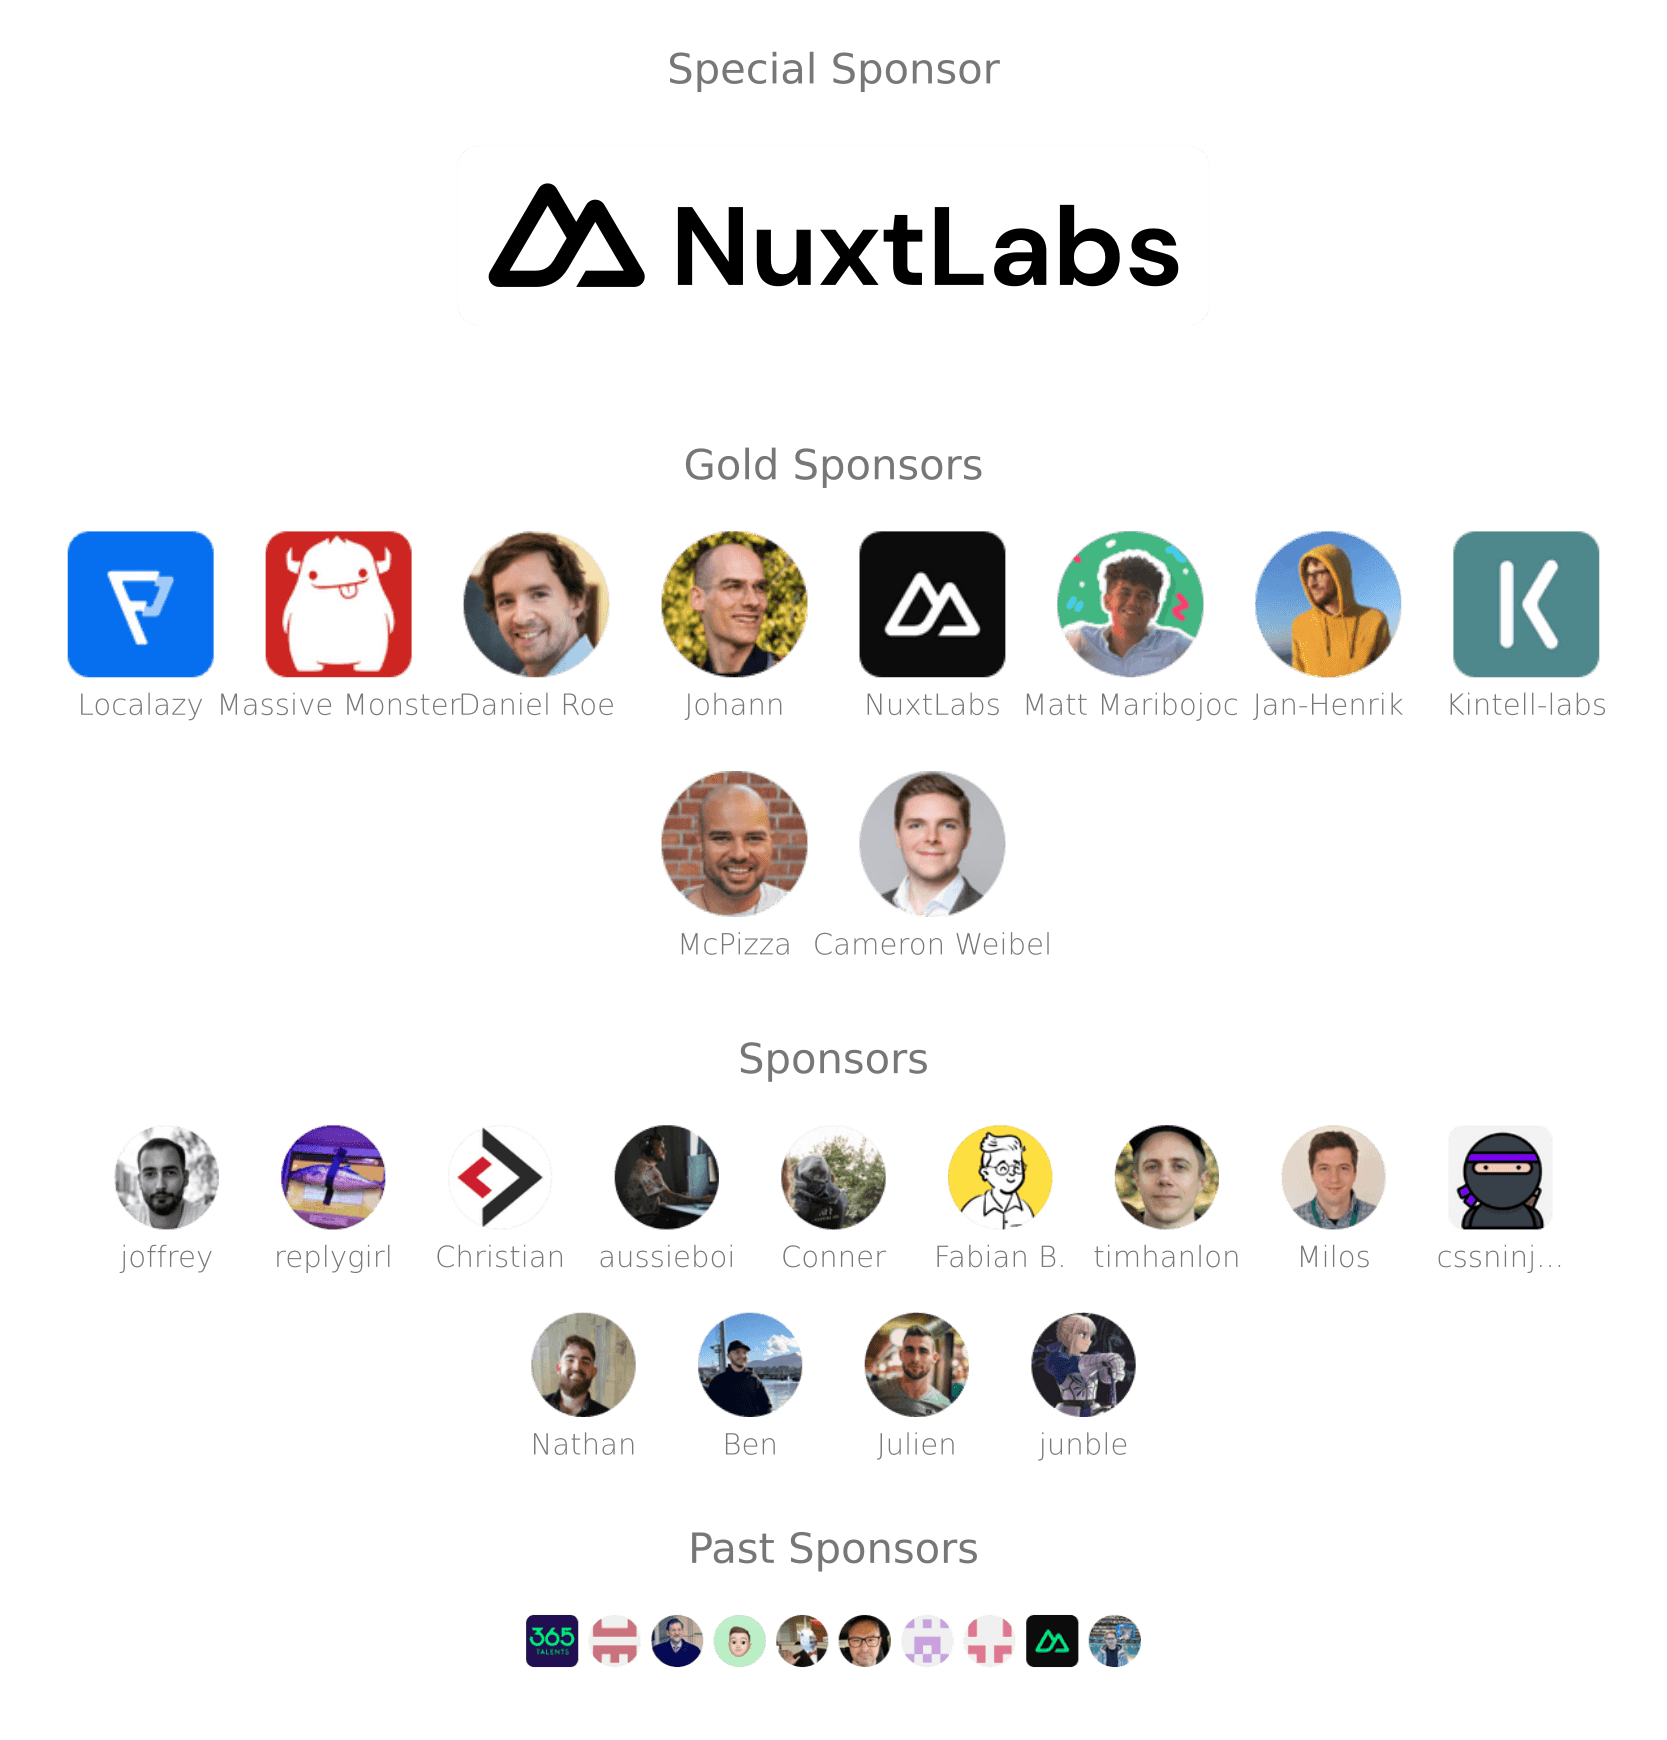 Special Sponsor
NuxtLabs
Gold Sponsors
Localazy Massive Monster Daniel Roe Johann NuxtLabs Matt Maribojoc Jan-Henrik Kintell-labs
McPizza Cameron Weibel
Sponsors
joffrey replygirl Christian aussieboi Conner Fabian B. timhanlon Milos cssninj...
Nathan Ben Julien junble
Past Sponsors
365
TALENTS